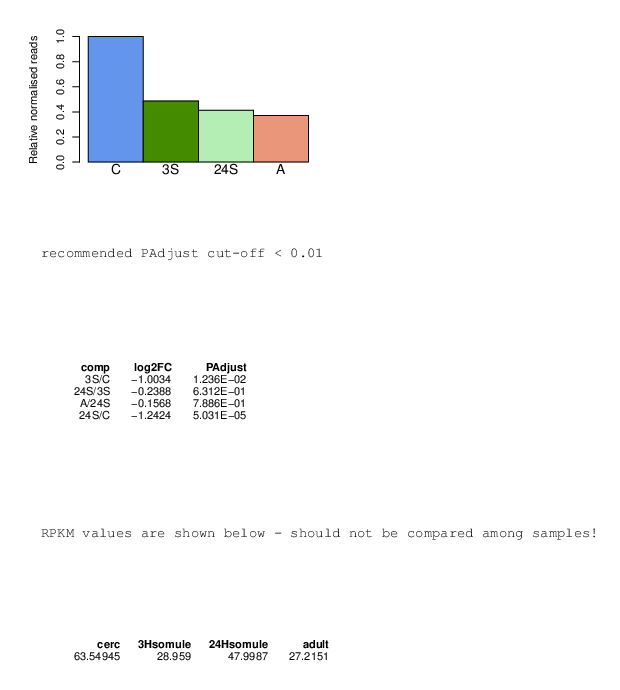 Relative normalised reads
1.0
0.8
0.6
0.4
0.2
0.0
C 3S 24S A
recommended PAdjust cut-off < 0.01
comp log2FC PAdjust
3S/C −1.0034 1.236E−02
24S/3S −0.2388 6.312E−01
A/24S −0.1568 7.886E−01
24S/C −1.2424 5.031E−05
RPKM values are shown below - should not be compared among samples!
cerc 3Hsomule 24Hsomule adult
63.54945 28.959 47.9987 27.2151